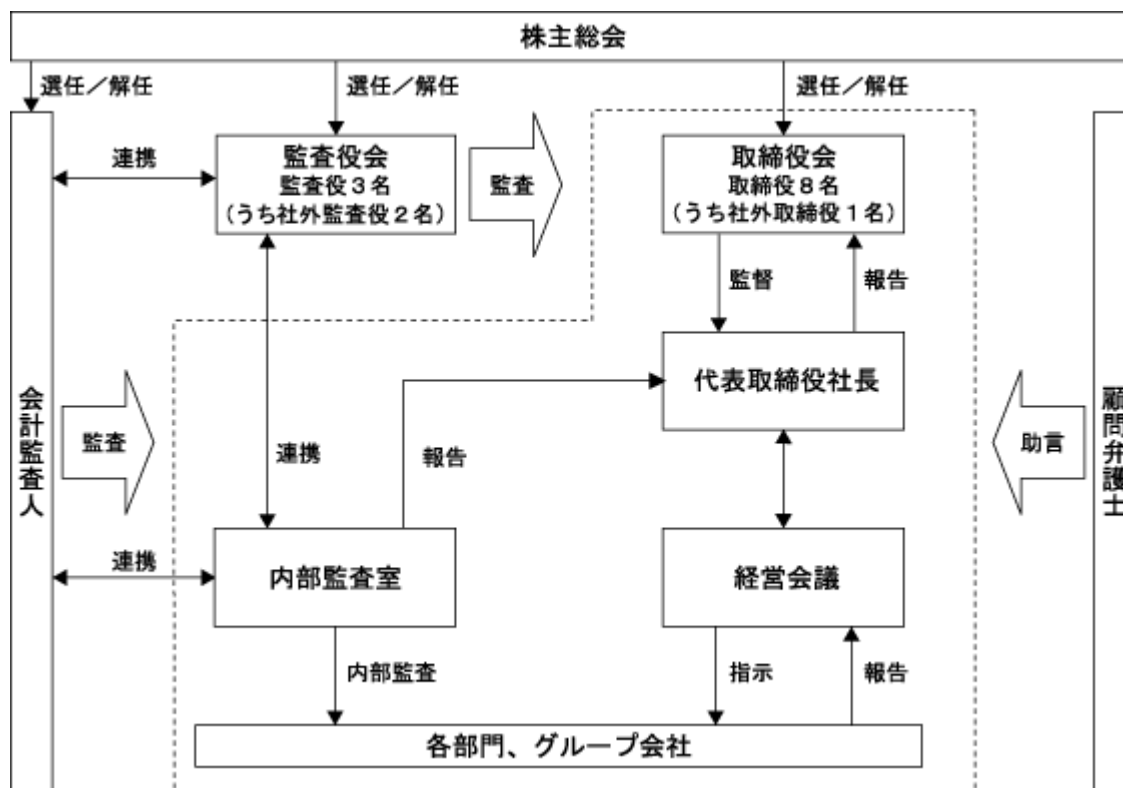 株主総会
選任／解任
選任／解任
選任／解任
連携
監査役会
監査役３名
（うち社外監査役２名）
監査
取締役会
取締役８名
（うち社外取締役１名）
監督
報告
代表取締役社長
会計監査人
監査
連携
報告
助言
顧問弁護士
連携
内部監査室
経営会議
内部監査
指示
報告
各部門、グループ会社